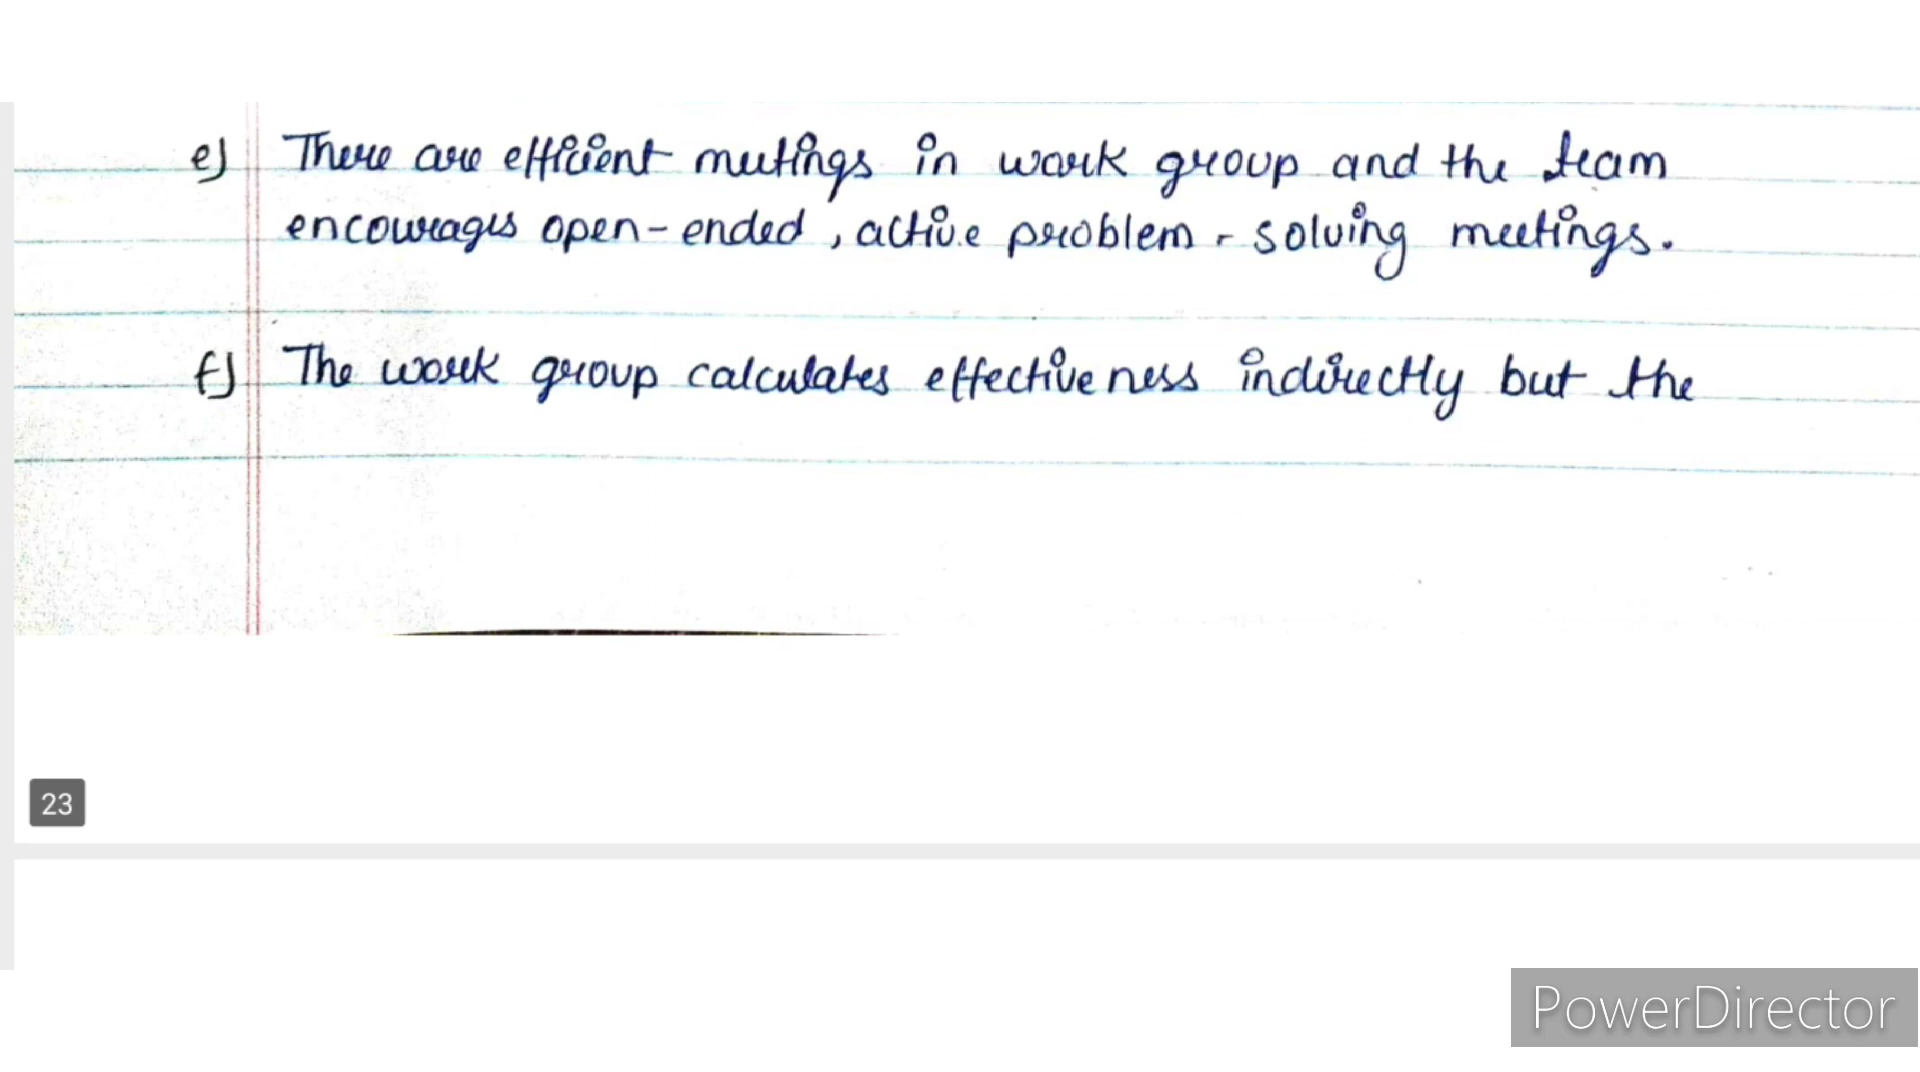 e) There are efficient meetings in work group and the team
encourages open-ended, active problem-solving meetings.
f) The work group calculates effectiveness indirectly but the
23
PowerDirector